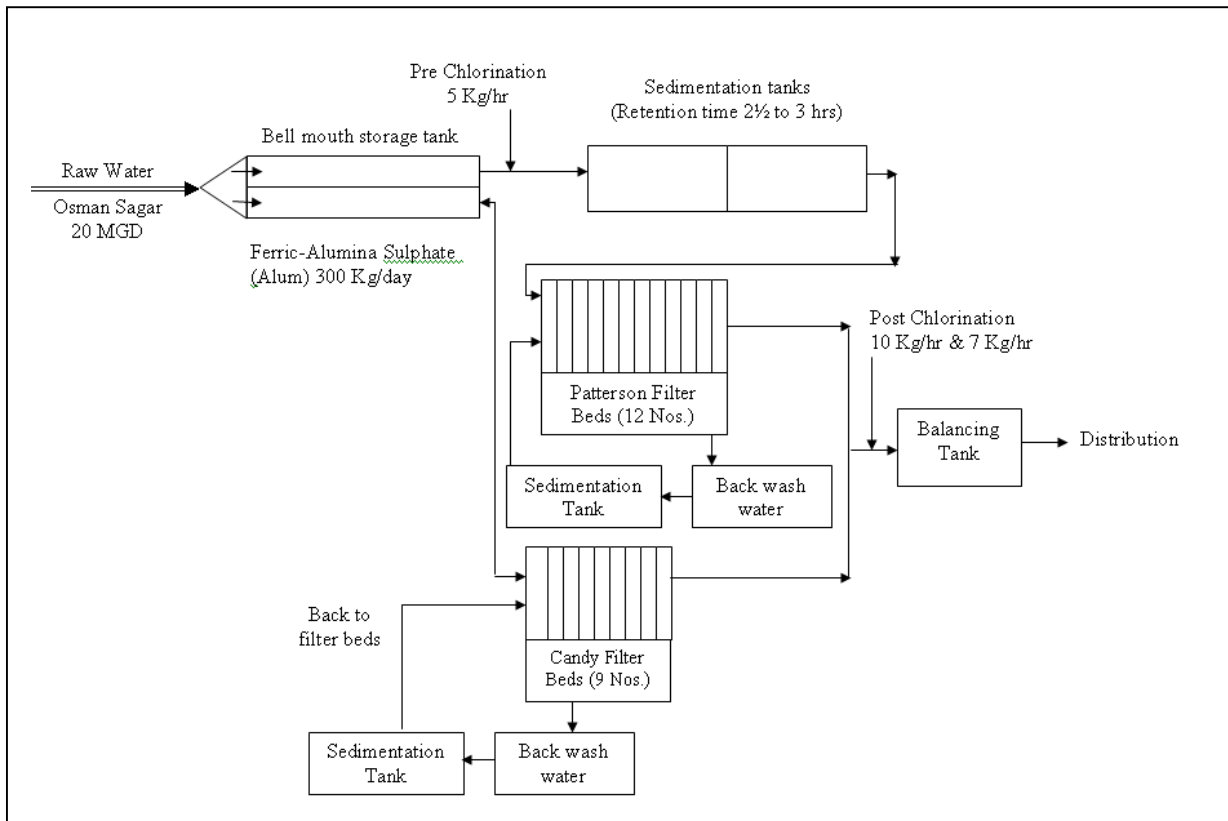 Pre Chlorination
5 Kg/hr
Sedimentation tanks
(Retention time 2½ to 3 hrs)
Bell mouth storage tank
Raw Water
Osman Sagar
20 MGD
Ferric-Alumina Sulphate
(Alum) 300 Kg/day
Post Chlorination
10 Kg/hr & 7 Kg/hr
Patterson Filter
Beds (12 Nos.)
Balancing
Tank
Distribution
Sedimentation
Tank
Back wash
water
Back to
filter beds
Candy Filter
Beds (9 Nos.)
Sedimentation
Tank
Back wash
water